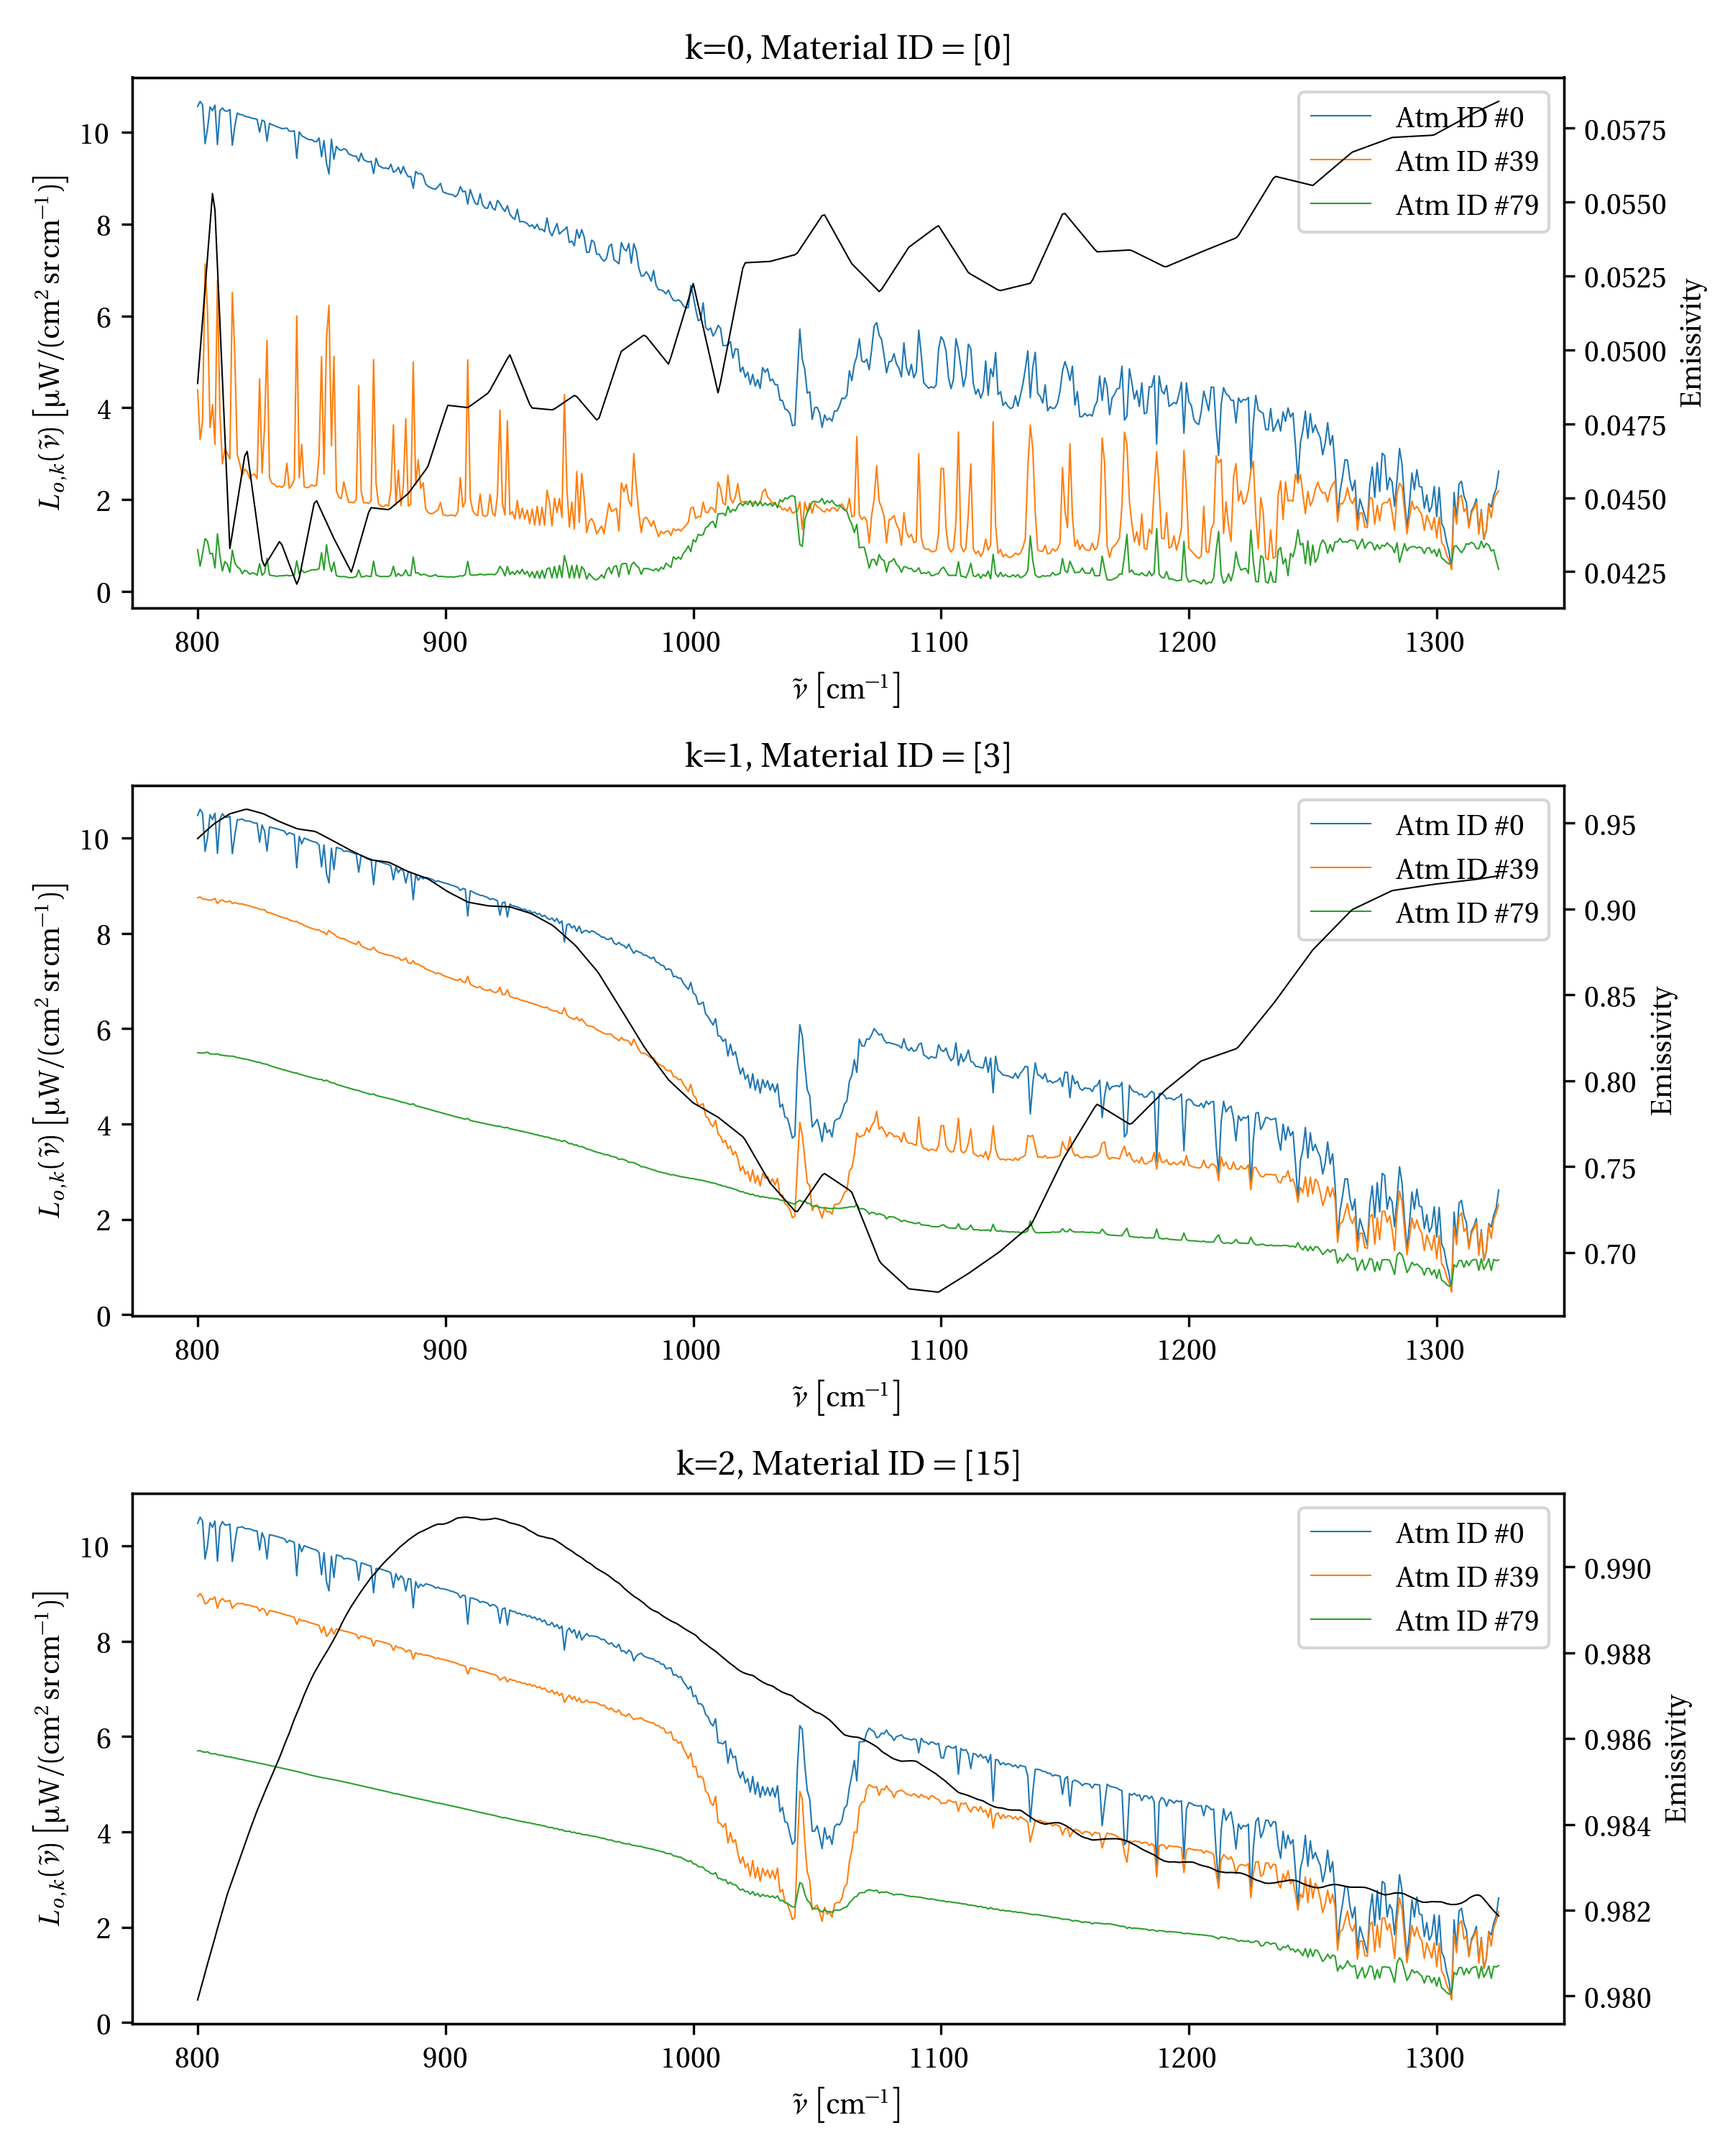 k=0, Material ID = [0]
L_{o,k}(ν̃) [µW/(cm² sr cm⁻¹)]
10
8
6
4
2
0
Atm ID #0
Atm ID #39
Atm ID #79
0.0575
0.0550
0.0525
0.0500
0.0475
0.0450
0.0425
Emissivity
800 900 1000 1100 1200 1300
ν̃ [cm⁻¹]
k=1, Material ID = [3]
L_{o,k}(ν̃) [µW/(cm² sr cm⁻¹)]
10
8
6
4
2
0
Atm ID #0
Atm ID #39
Atm ID #79
0.95
0.90
0.85
0.80
0.75
0.70
Emissivity
800 900 1000 1100 1200 1300
ν̃ [cm⁻¹]
k=2, Material ID = [15]
L_{o,k}(ν̃) [µW/(cm² sr cm⁻¹)]
10
8
6
4
2
0
Atm ID #0
Atm ID #39
Atm ID #79
0.990
0.988
0.986
0.984
0.982
0.980
Emissivity
800 900 1000 1100 1200 1300
ν̃ [cm⁻¹]